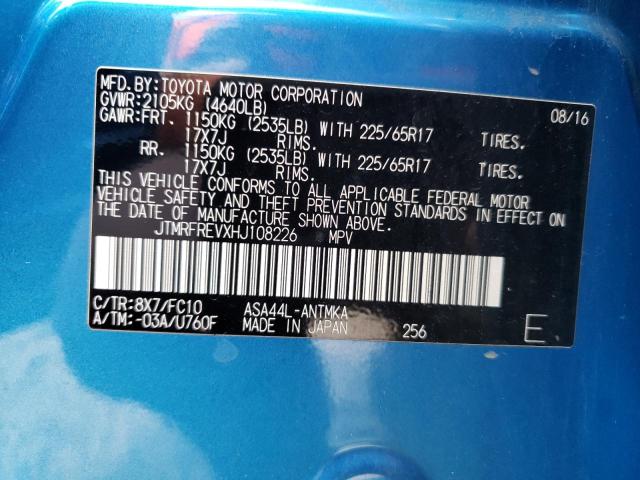 MFD.BY:TOYOTA MOTOR CORPORATION
GVWR:2105KG (4640LB) 08/16
GAWR:FRT. 1150KG (2535LB) WITH 225/65R17 TIRES.
17X7J RIMS.
RR. 1150KG (2535LB) WITH 225/65R17 TIRES.
17X7J RIMS.
THIS VEHICLE CONFORMS TO ALL APPLICABLE FEDERAL MOTOR
VEHICLE SAFETY AND THEFT PREVENTION STANDARDS IN EFFECT ON
THE DATE OF MANUFACTURE SHOWN ABOVE.
JTMRFREVXHJ108226 MPV
C/TR:8X7/FC10 ASA44L-ANTMKA
A/TM:-03A/U760F MADE IN JAPAN 256 E